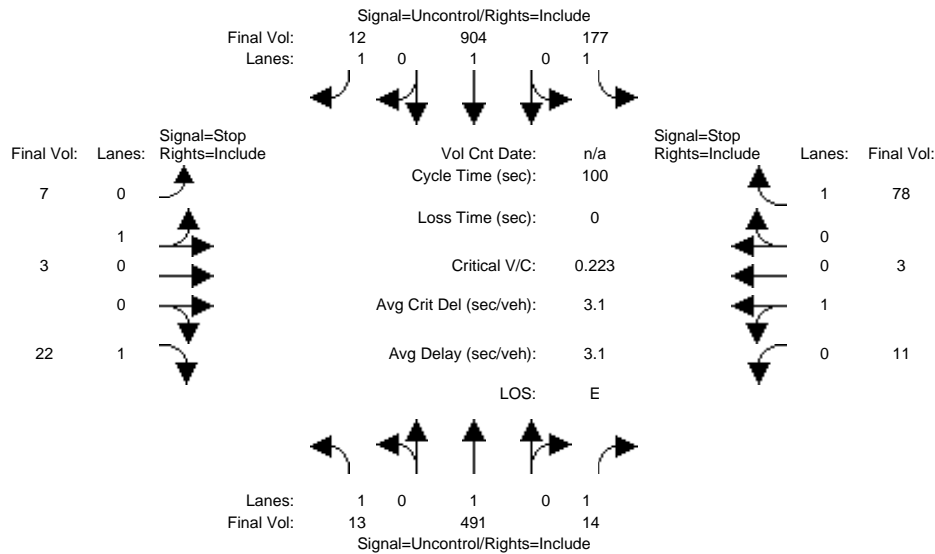 Signal=Uncontrol/Rights=Include
Final Vol: 12 904 177
Lanes: 1 0 1 0 1
Signal=Stop Signal=Stop
Final Vol: Lanes: Rights=Include Vol Cnt Date: n/a Rights=Include Lanes: Final Vol:
Cycle Time (sec): 100
7 0 1 78
Loss Time (sec): 0
1 0
3 0 Critical V/C: 0.223 0 3
0 Avg Crit Del (sec/veh): 3.1 1
22 1 Avg Delay (sec/veh): 3.1 0 11
LOS: E
Lanes: 1 0 1 0 1
Final Vol: 13 491 14
Signal=Uncontrol/Rights=Include